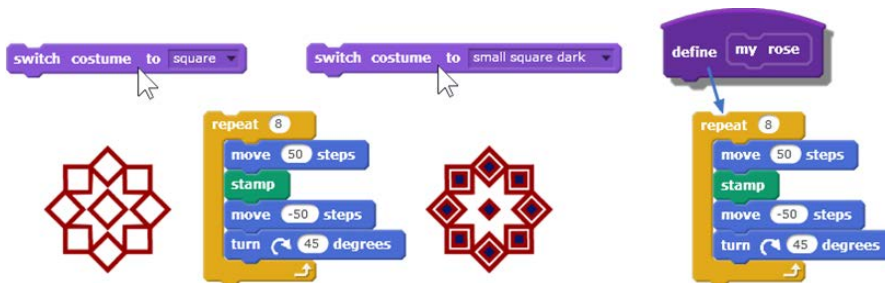 switch costume to square
switch costume to small square dark
define my rose
repeat 8
move 50 steps
stamp
move -50 steps
turn 45 degrees
repeat 8
move 50 steps
stamp
move -50 steps
turn 45 degrees